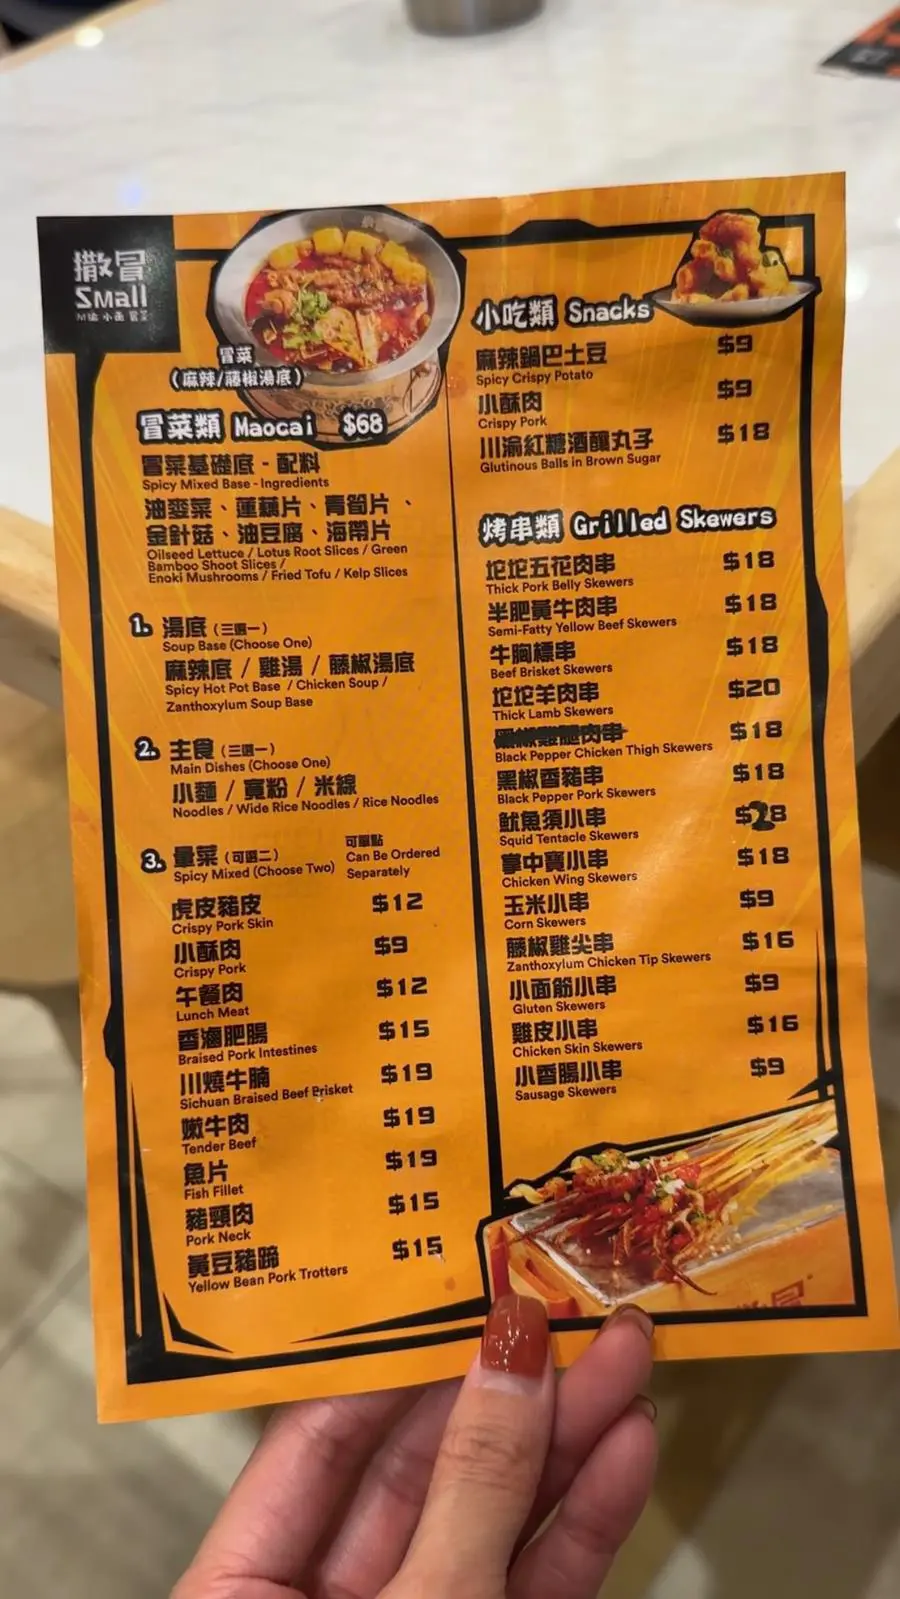 撒冒
Small
小面 冒菜
冒菜
(麻辣/藤椒湯底)
冒菜類 Maocai $68
冒菜基礎底 - 配料
Spicy Mixed Base - Ingredients
油麥菜、蓮藕片、青筍片、
金針菇、油豆腐、海帶片
Oilseed Lettuce / Lotus Root Slices / Green
Bamboo Shoot Slices /
Enoki Mushrooms / Fried Tofu / Kelp Slices
1. 湯底 (三選一)
Soup Base (Choose One)
麻辣底 / 雞湯 / 藤椒湯底
Spicy Hot Pot Base / Chicken Soup /
Zanthoxylum Soup Base
2. 主食 (三選一)
Main Dishes (Choose One)
小麵 / 寬粉 / 米線
Noodles / Wide Rice Noodles / Rice Noodles
3. 葷菜 (可選二)
Spicy Mixed (Choose Two)
可單點
Can Be Ordered
Separately
虎皮豬皮 $12
Crispy Pork Skin
小酥肉 $9
Crispy Pork
午餐肉 $12
Lunch Meat
香滷肥腸 $15
Braised Pork Intestines
川燒牛腩 $19
Sichuan Braised Beef Brisket
嫩牛肉 $19
Tender Beef
魚片 $19
Fish Fillet
豬頸肉 $15
Pork Neck
黃豆豬蹄 $15
Yellow Bean Pork Trotters
小吃類 Snacks
麻辣鍋巴土豆 $9
Spicy Crispy Potato
小酥肉 $9
Crispy Pork
川渝紅糖酒釀丸子 $18
Glutinous Balls in Brown Sugar
烤串類 Grilled Skewers
坨坨五花肉串 $18
Thick Pork Belly Skewers
半肥黃牛肉串 $18
Semi-Fatty Yellow Beef Skewers
牛胸標串 $18
Beef Brisket Skewers
坨坨羊肉串 $20
Thick Lamb Skewers
黑椒雞腿肉串 $18
Black Pepper Chicken Thigh Skewers
黑椒香豬串 $18
Black Pepper Pork Skewers
魷魚須小串 $28
Squid Tentacle Skewers
掌中寶小串 $18
Chicken Wing Skewers
玉米小串 $9
Corn Skewers
藤椒雞尖串 $16
Zanthoxylum Chicken Tip Skewers
小面筋小串 $9
Gluten Skewers
雞皮小串 $16
Chicken Skin Skewers
小香腸小串 $9
Sausage Skewers